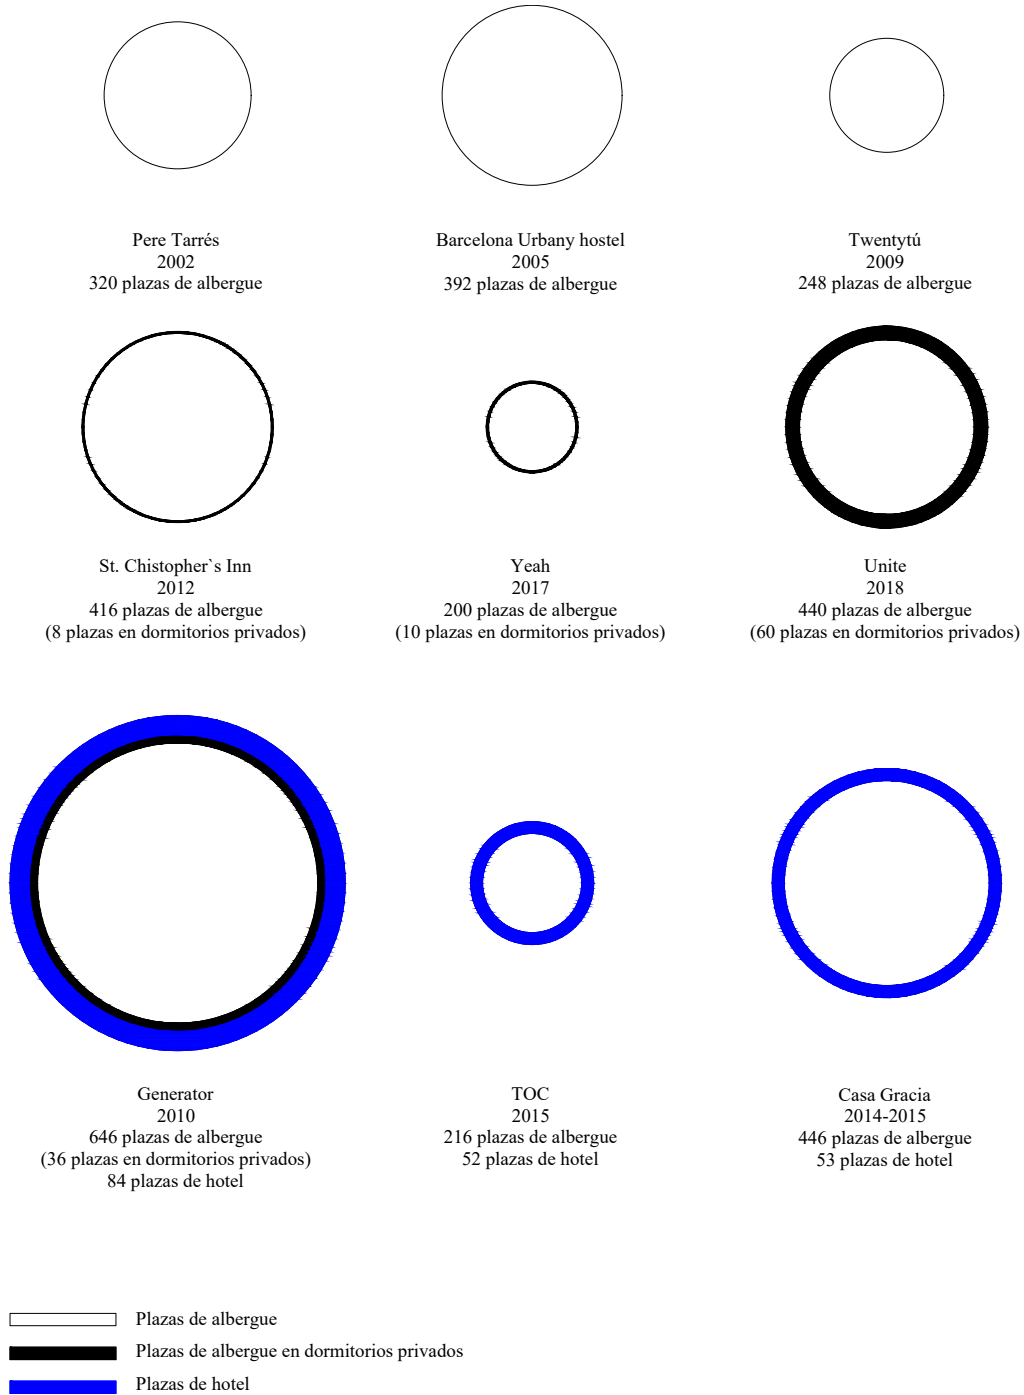 Pere Tarrés
2002
320 plazas de albergue
Barcelona Urbany hostel
2005
392 plazas de albergue
Twentytú
2009
248 plazas de albergue
St. Chistopher`s Inn
2012
416 plazas de albergue
(8 plazas en dormitorios privados)
Yeah
2017
200 plazas de albergue
(10 plazas en dormitorios privados)
Unite
2018
440 plazas de albergue
(60 plazas en dormitorios privados)
Generator
2010
646 plazas de albergue
(36 plazas en dormitorios privados)
84 plazas de hotel
TOC
2015
216 plazas de albergue
52 plazas de hotel
Casa Gracia
2014-2015
446 plazas de albergue
53 plazas de hotel
Plazas de albergue
Plazas de albergue en dormitorios privados
Plazas de hotel